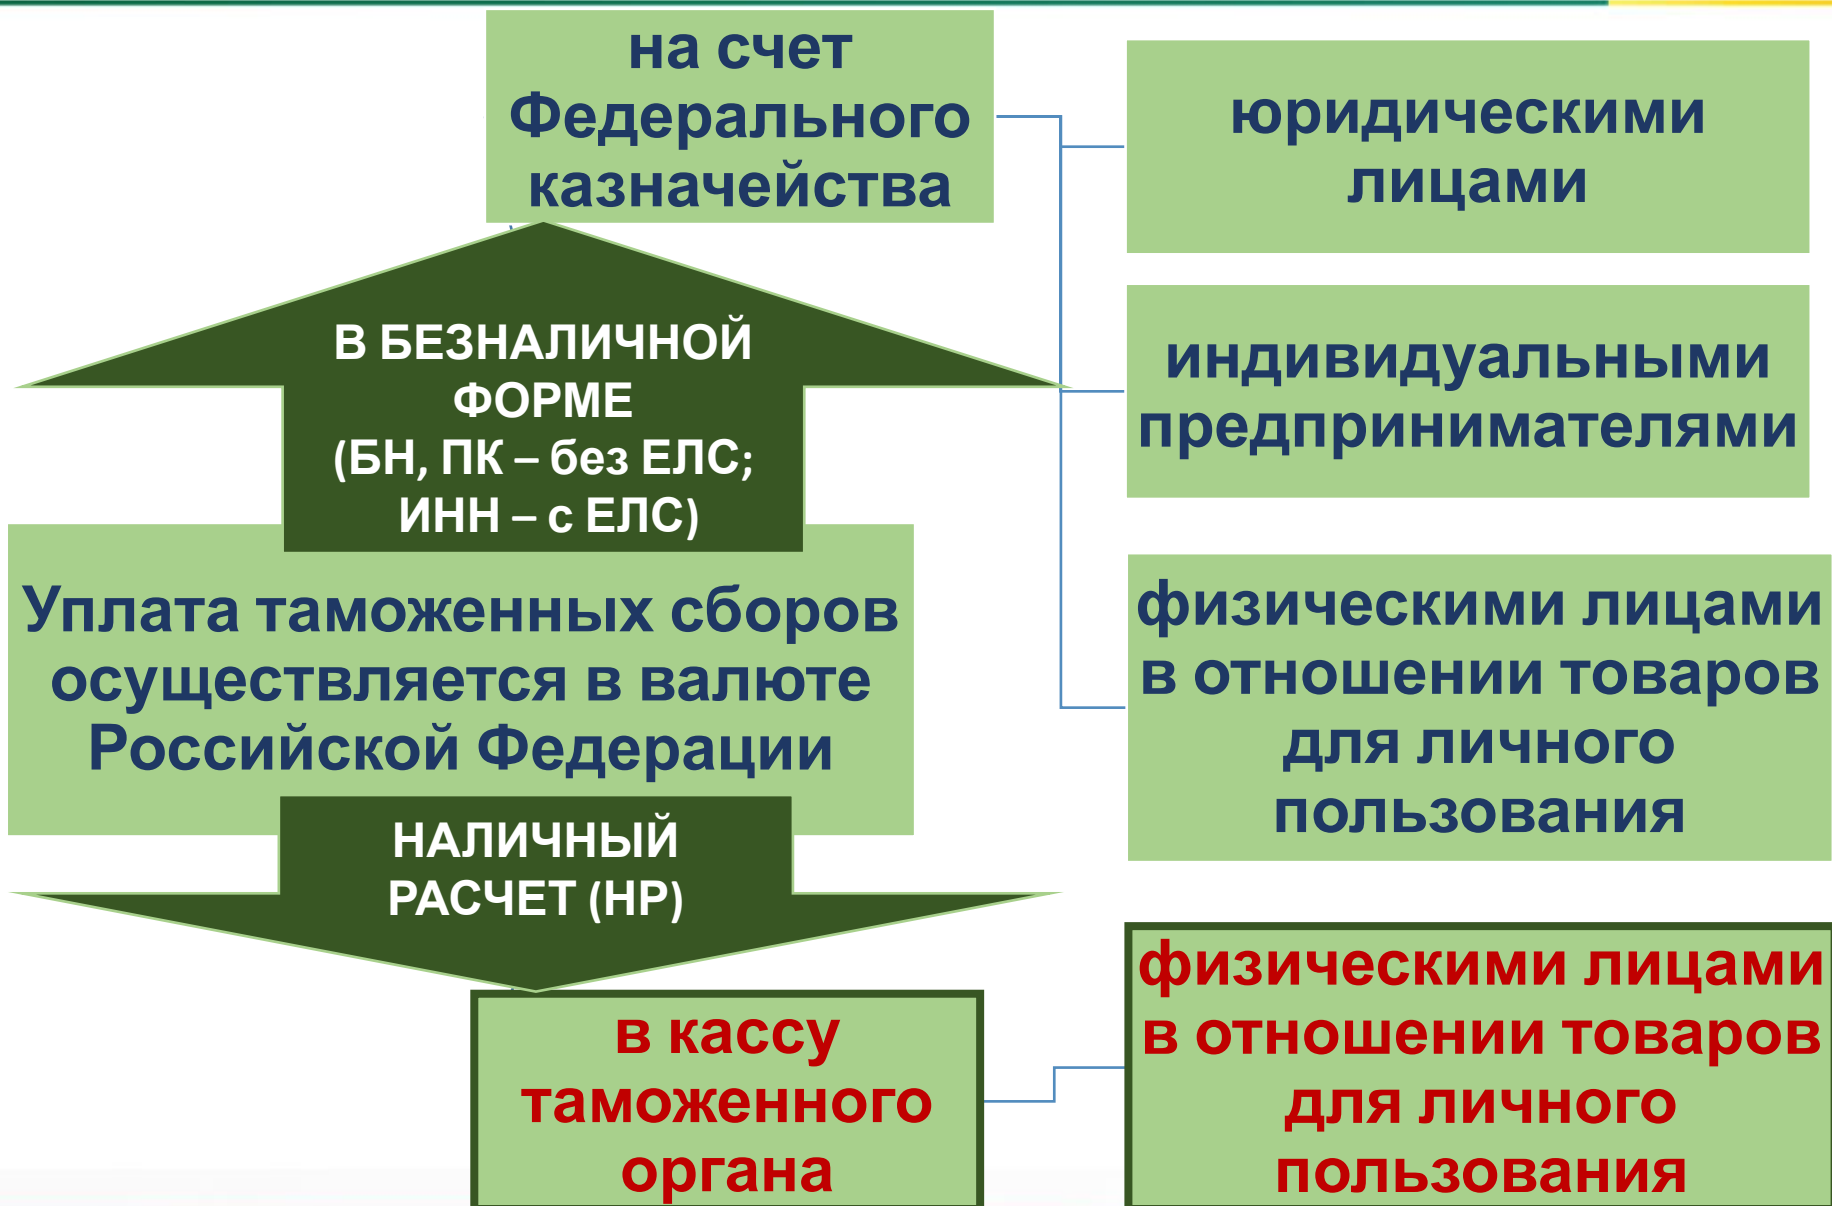 на счет
Федерального
казначейства
юридическими
лицами
В БЕЗНАЛИЧНОЙ
ФОРМЕ
(БН, ПК – без ЕЛС;
ИНН – с ЕЛС)
индивидуальными
предпринимателями
Уплата таможенных сборов
осуществляется в валюте
Российской Федерации
физическими лицами
в отношении товаров
для личного
пользования
НАЛИЧНЫЙ
РАСЧЕТ (НР)
в кассу
таможенного
органа
физическими лицами
в отношении товаров
для личного
пользования